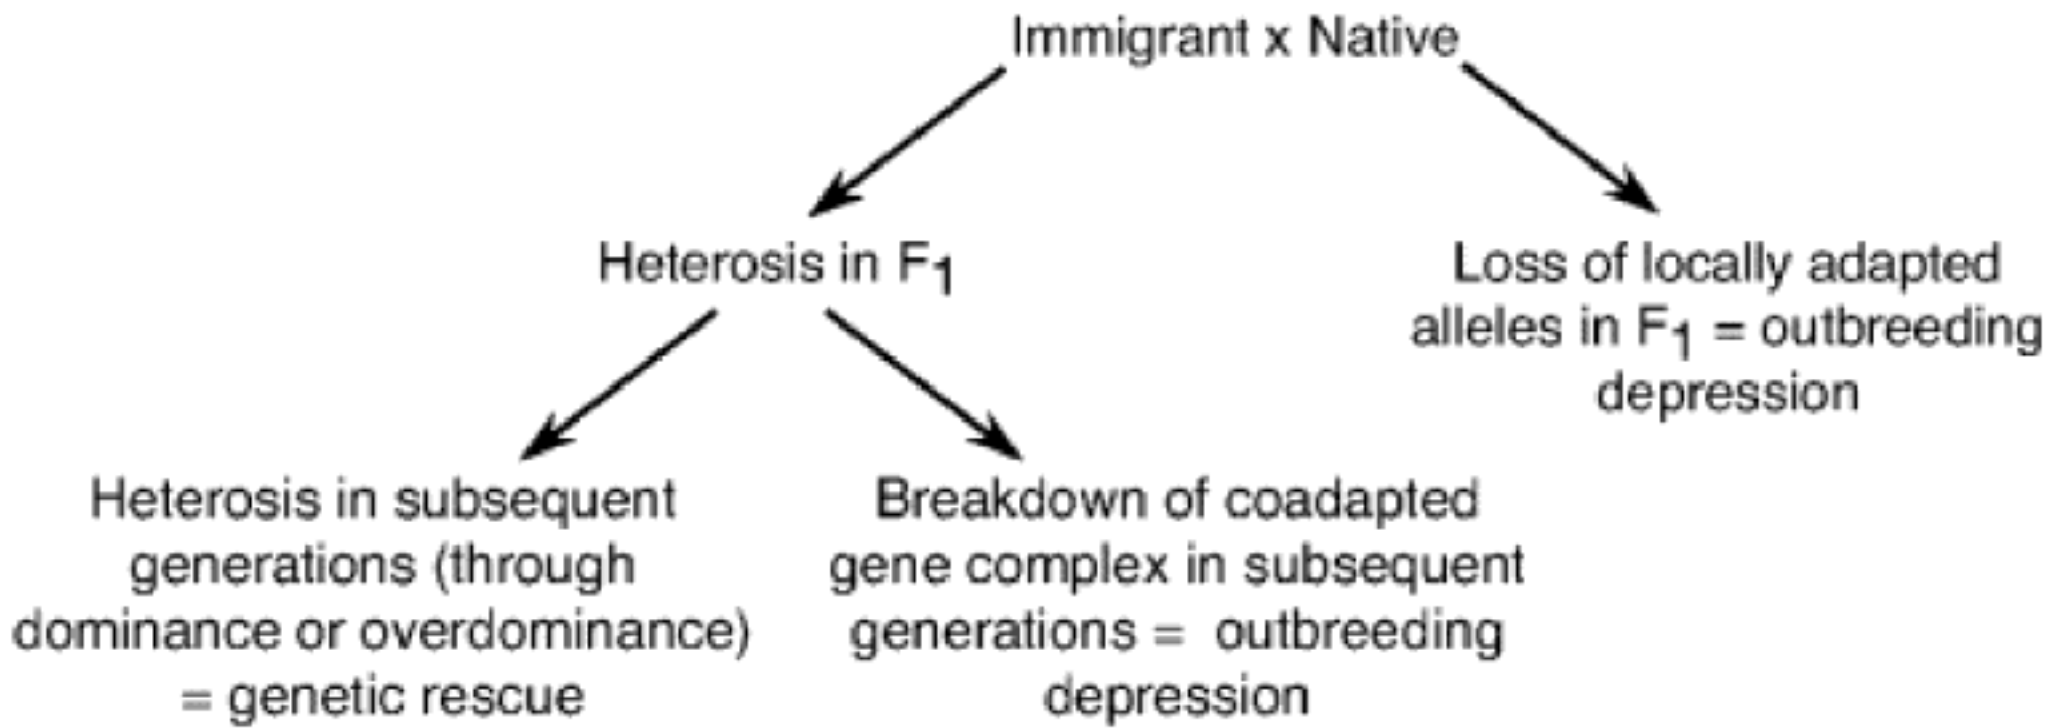 Immigrant x Native
Heterosis in F1
Loss of locally adapted
alleles in F1 = outbreeding
depression
Heterosis in subsequent
generations (through
dominance or overdominance)
= genetic rescue
Breakdown of coadapted
gene complex in subsequent
generations = outbreeding
depression